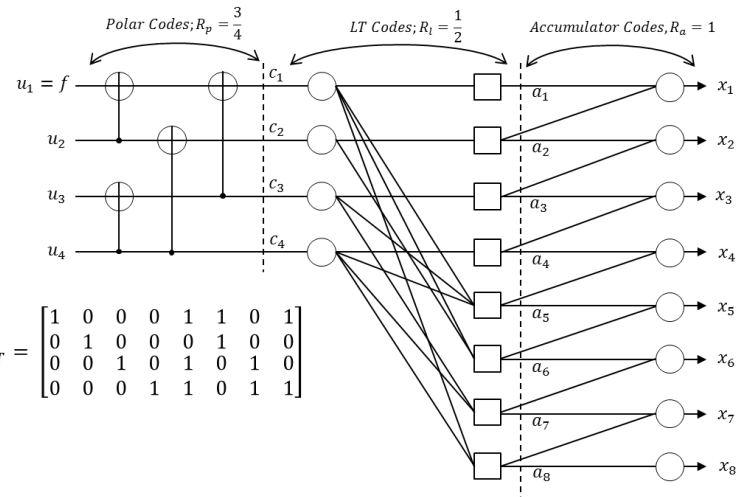 Polar Codes; R_p = 3/4
LT Codes; R_l = 1/2
Accumulator Codes, R_a = 1
u_1 = f
c_1
a_1
x_1
u_2
c_2
a_2
x_2
u_3
c_3
a_3
x_3
u_4
c_4
a_4
x_4
a_5
x_5
a_6
x_6
a_7
x_7
a_8
x_8
= [1 0 0 0 1 1 0 1
0 1 0 0 0 1 0 0
0 0 1 0 1 0 1 0
0 0 0 1 1 0 1 1]